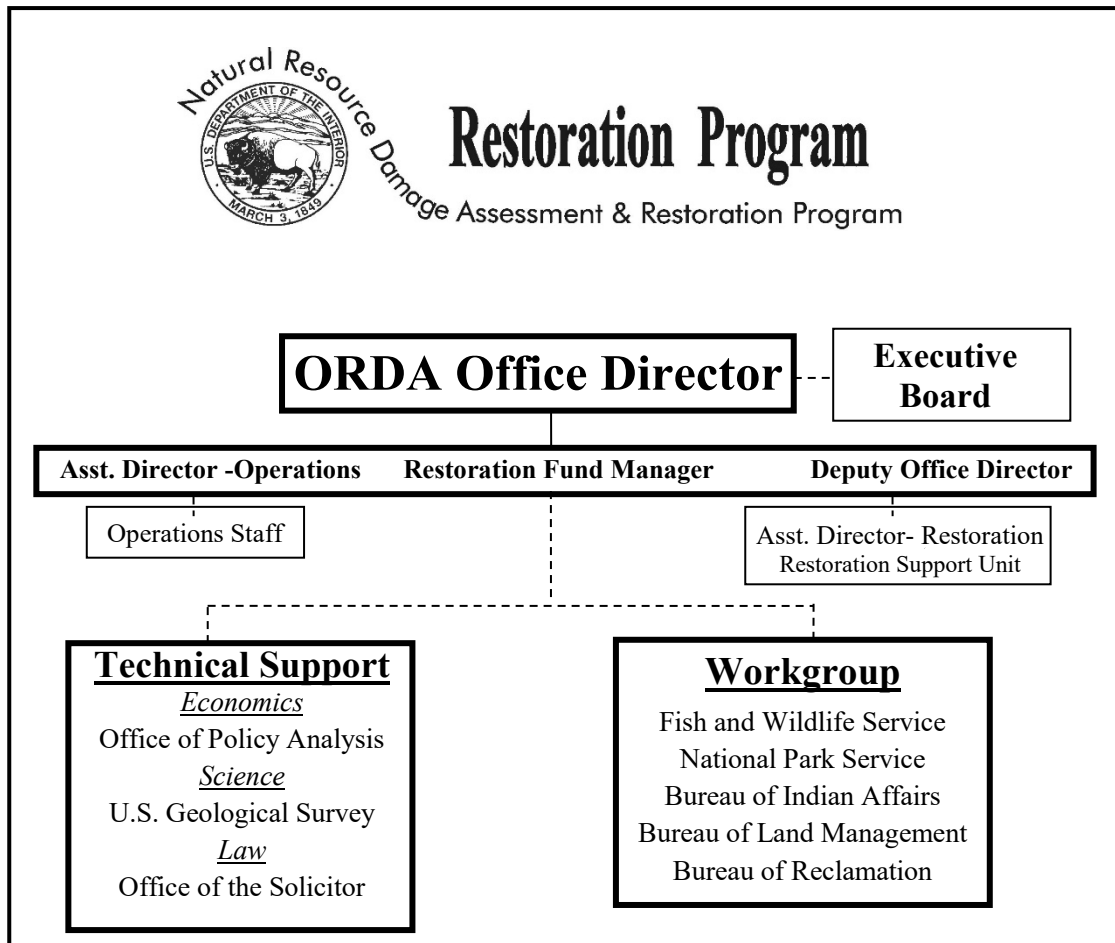 Natural Resource Damage Assessment & Restoration Program
U.S. DEPARTMENT OF THE INTERIOR
MARCH 3, 1849
Restoration Program
ORDA Office Director
Executive
Board
Asst. Director -Operations
Restoration Fund Manager
Deputy Office Director
Operations Staff
Asst. Director- Restoration
Restoration Support Unit
Technical Support
Economics
Office of Policy Analysis
Science
U.S. Geological Survey
Law
Office of the Solicitor
Workgroup
Fish and Wildlife Service
National Park Service
Bureau of Indian Affairs
Bureau of Land Management
Bureau of Reclamation